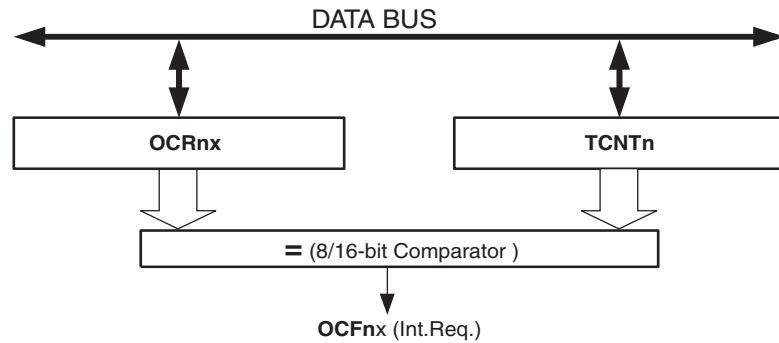 DATA BUS
OCRnx
TCNTn
= (8/16-bit Comparator )
OCFnx (Int.Req.)